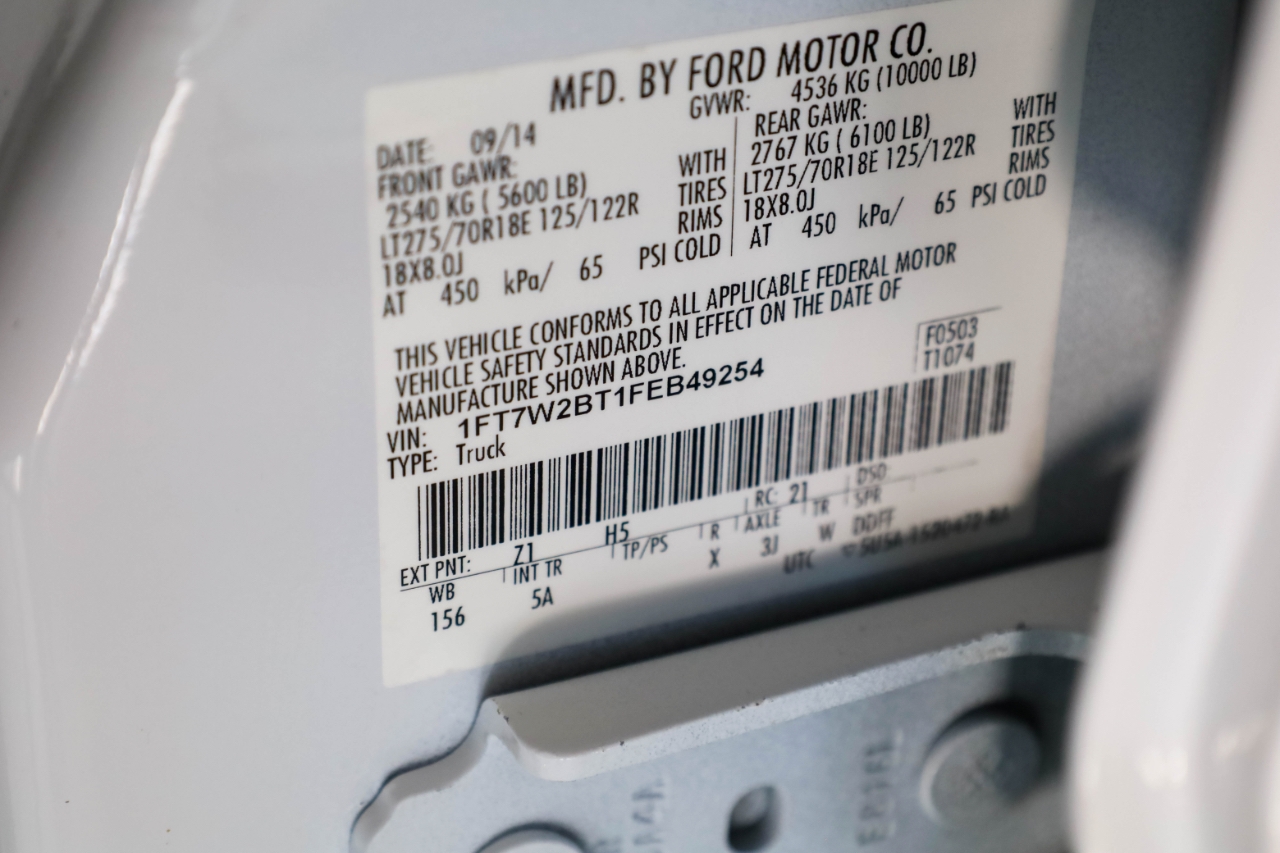 MFD. BY FORD MOTOR CO.
DATE: 09/14 GVWR: 4536 KG (10000 LB)
FRONT GAWR: REAR GAWR:
2540 KG ( 5600 LB) WITH 2767 KG ( 6100 LB) WITH
LT275/70R18E 125/122R TIRES LT275/70R18E 125/122R TIRES
18X8.0J RIMS 18X8.0J RIMS
AT 450 kPa/ 65 PSI COLD AT 450 kPa/ 65 PSI COLD
THIS VEHICLE CONFORMS TO ALL APPLICABLE FEDERAL MOTOR
VEHICLE SAFETY STANDARDS IN EFFECT ON THE DATE OF
MANUFACTURE SHOWN ABOVE.
F0503
T1074
VIN: 1FT7W2BT1FEB49254
TYPE: Truck
EXT PNT: Z1 H5 RC: 21 DSO:
WB INT TR TP/PS R AXLE TR SPR
156 5A X 3J W DDFF
UTC